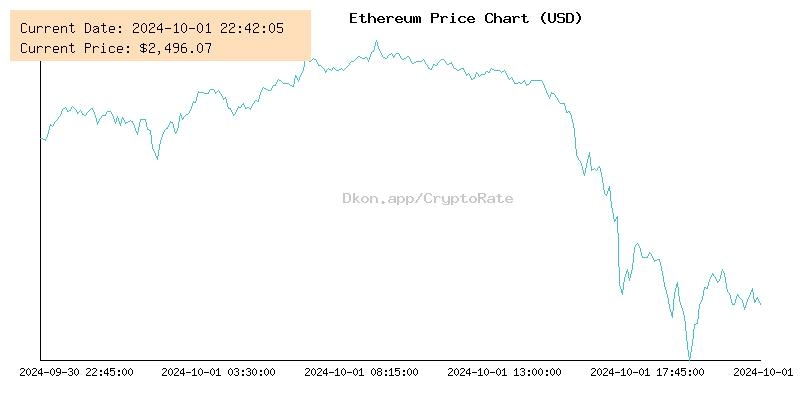 Ethereum Price Chart (USD)
Current Date: 2024-10-01 22:42:05
Current Price: $2,496.07
Dkon.app/CryptoRate
2024-09-30 22:45:00 2024-10-01 03:30:00 2024-10-01 08:15:00 2024-10-01 13:00:00 2024-10-01 17:45:00 2024-10-01